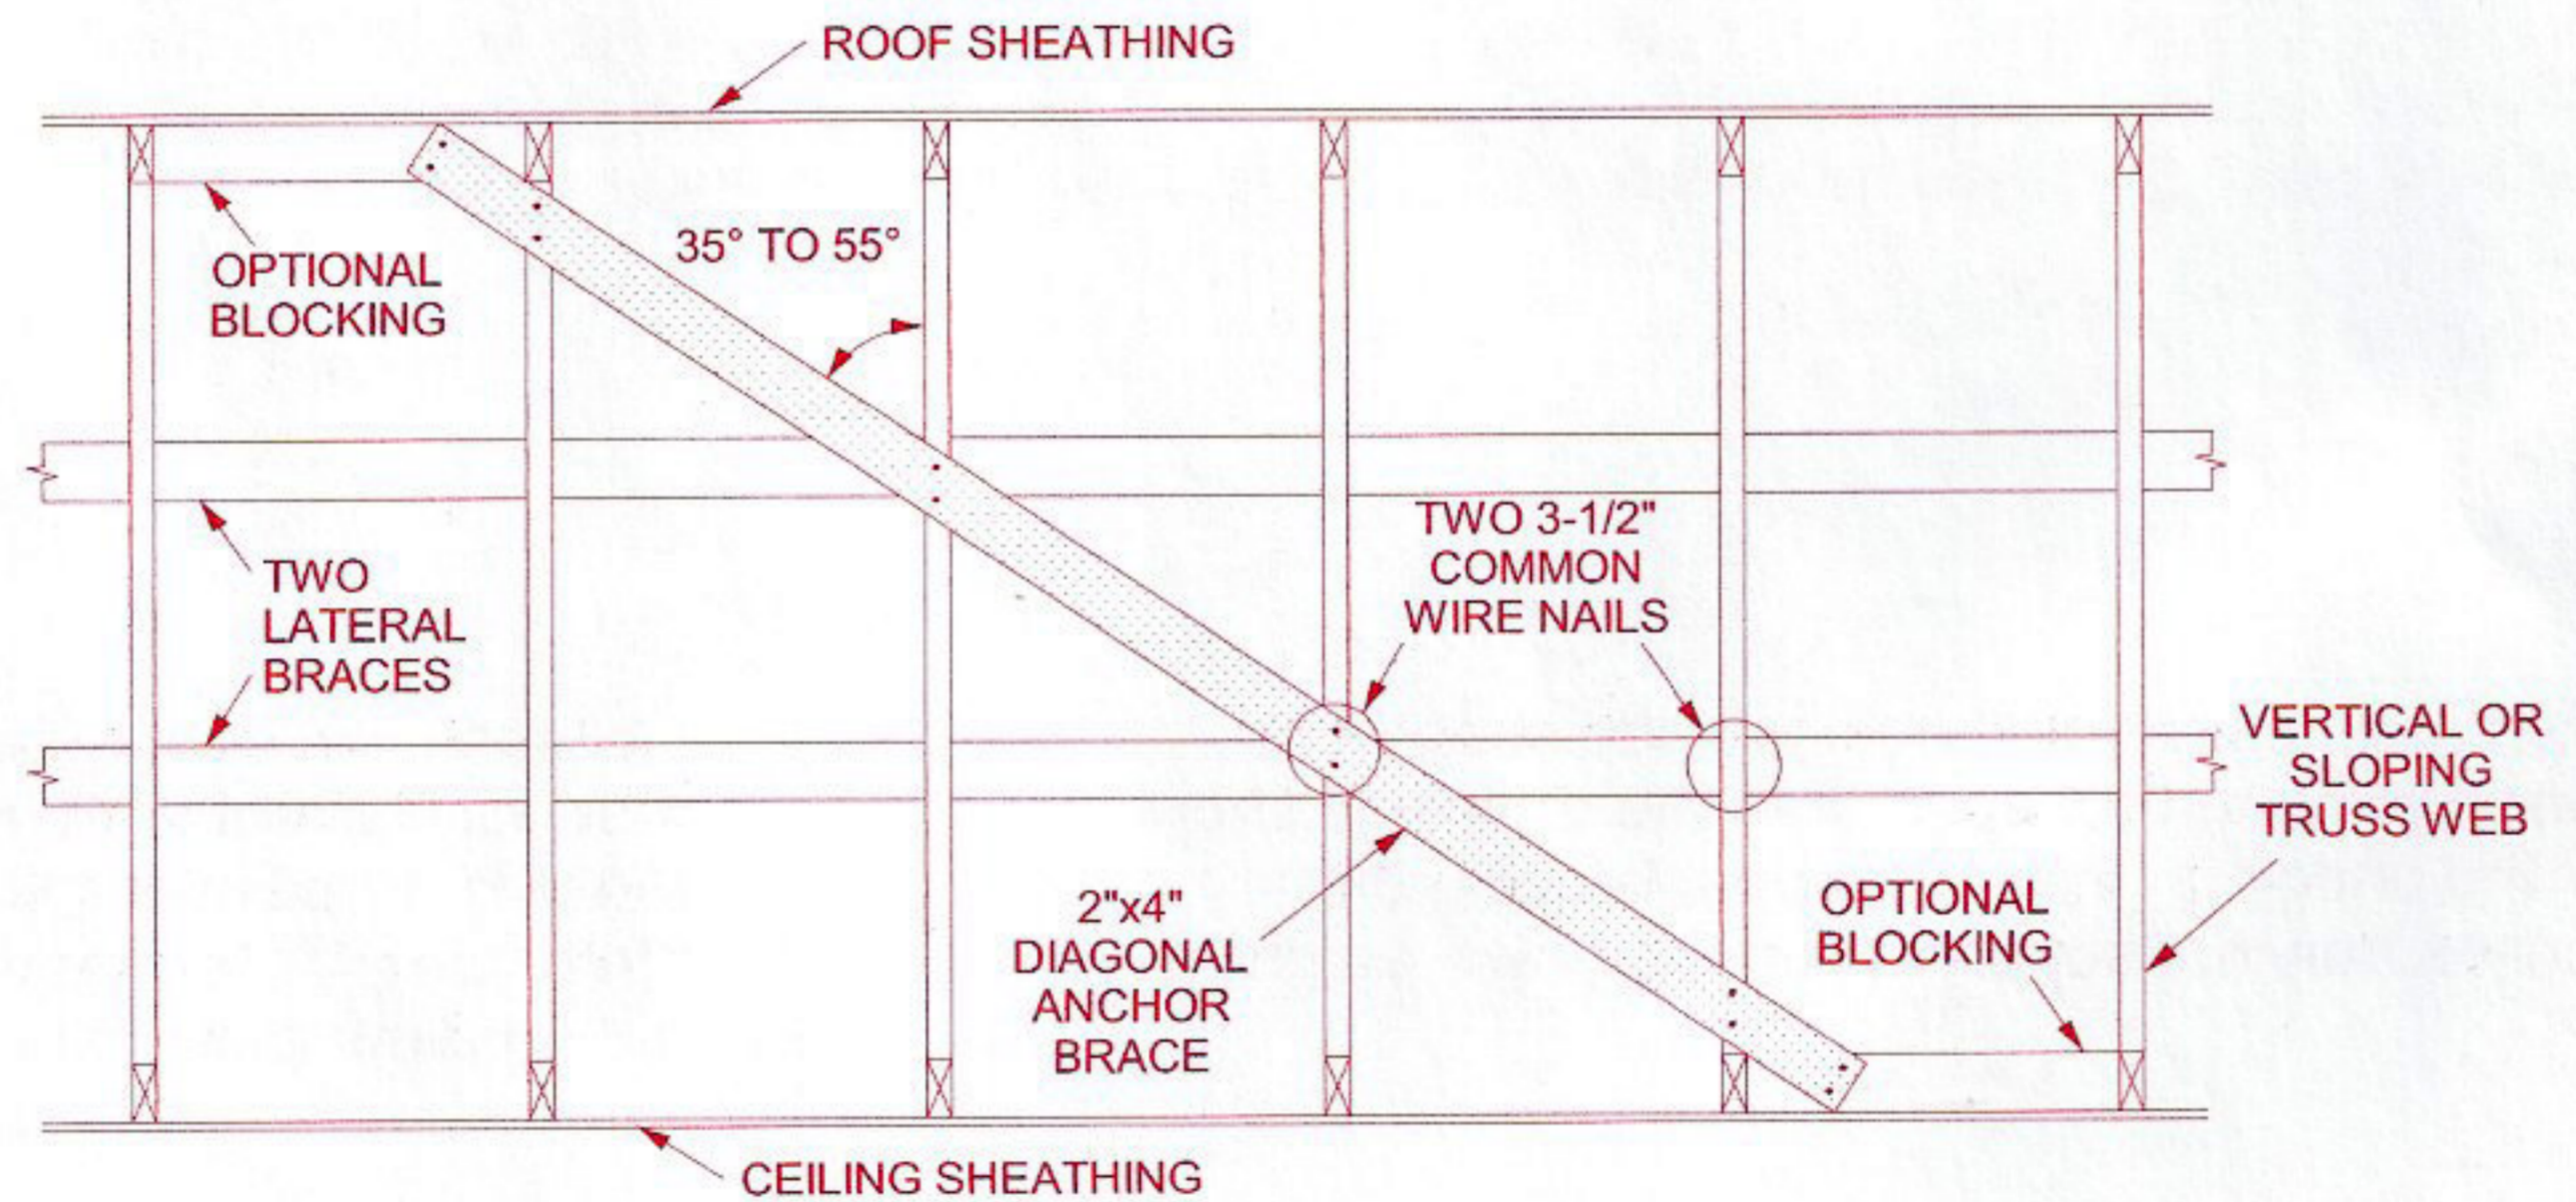 ROOF SHEATHING
OPTIONAL
BLOCKING
35° TO 55°
TWO
LATERAL
BRACES
TWO 3-1/2"
COMMON
WIRE NAILS
VERTICAL OR
SLOPING
TRUSS WEB
2"x4"
DIAGONAL
ANCHOR
BRACE
OPTIONAL
BLOCKING
CEILING SHEATHING